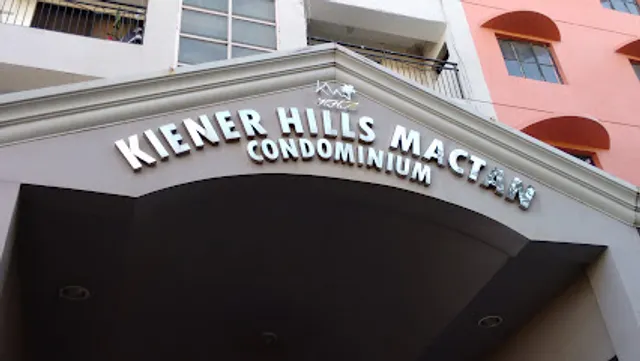 KIENER HILLS MACTAN
CONDOMINIUM